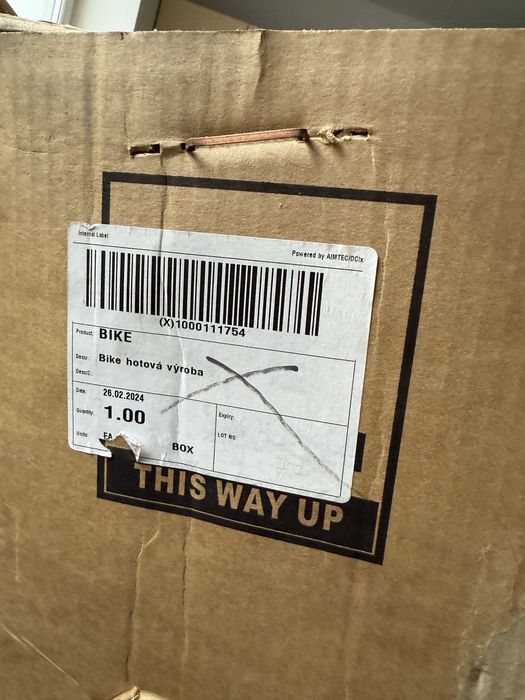 Internal Label
Powered by AIMTEC/DCIx
(X)1000111754
Product: BIKE
Descr.: Bike hotová výroba
Descr2.:
Date: 26.02.2024
Quantity: 1.00
Expiry:
Units: EA
BOX
LOT NO:
THIS WAY UP